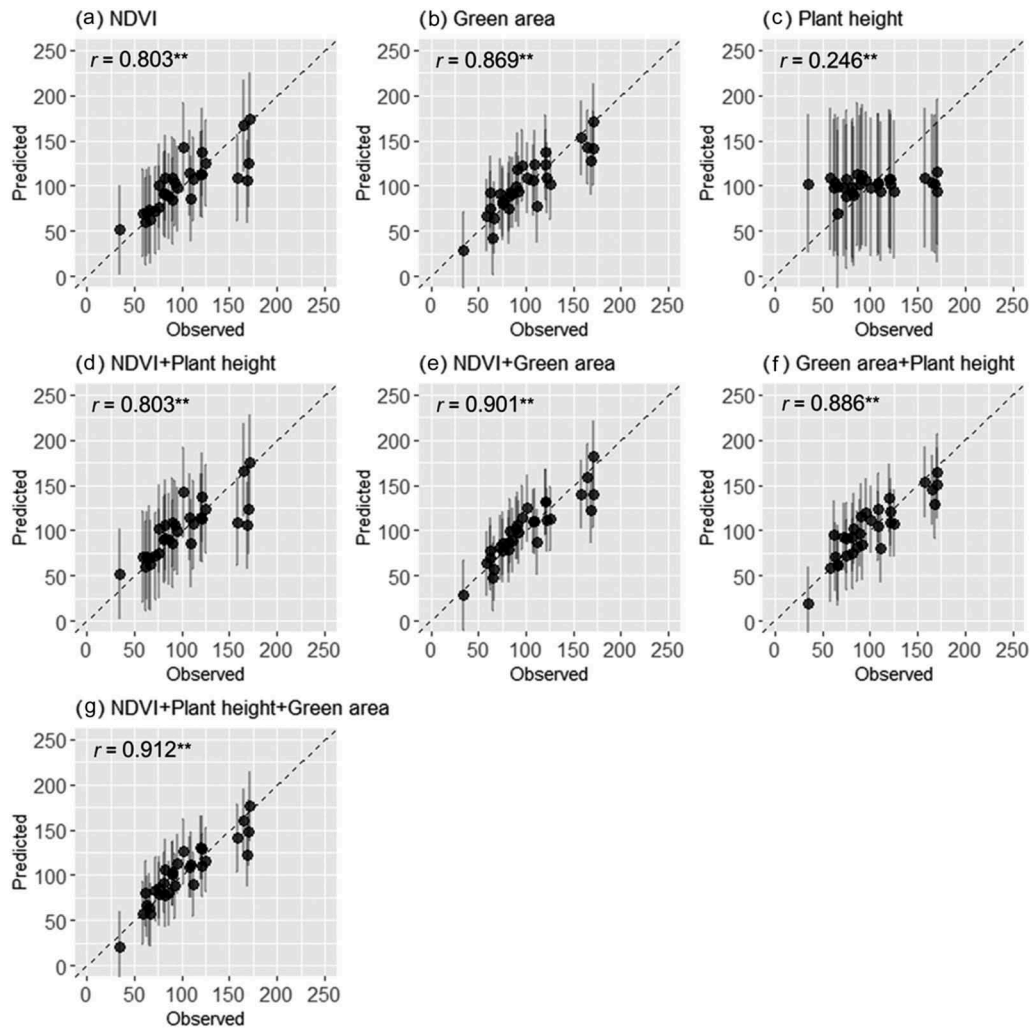 (a) NDVI
(b) Green area
(c) Plant height
r = 0.803**
r = 0.869**
r = 0.246**
250
200
150
100
50
0
Predicted
0 50 100 150 200 250
Observed
250
200
150
100
50
0
Predicted
0 50 100 150 200 250
Observed
250
200
150
100
50
0
Predicted
0 50 100 150 200 250
Observed
(d) NDVI+Plant height
(e) NDVI+Green area
(f) Green area+Plant height
r = 0.803**
r = 0.901**
r = 0.886**
250
200
150
100
50
0
Predicted
0 50 100 150 200 250
Observed
250
200
150
100
50
0
Predicted
0 50 100 150 200 250
Observed
250
200
150
100
50
0
Predicted
0 50 100 150 200 250
Observed
(g) NDVI+Plant height+Green area
r = 0.912**
250
200
150
100
50
0
Predicted
0 50 100 150 200 250
Observed